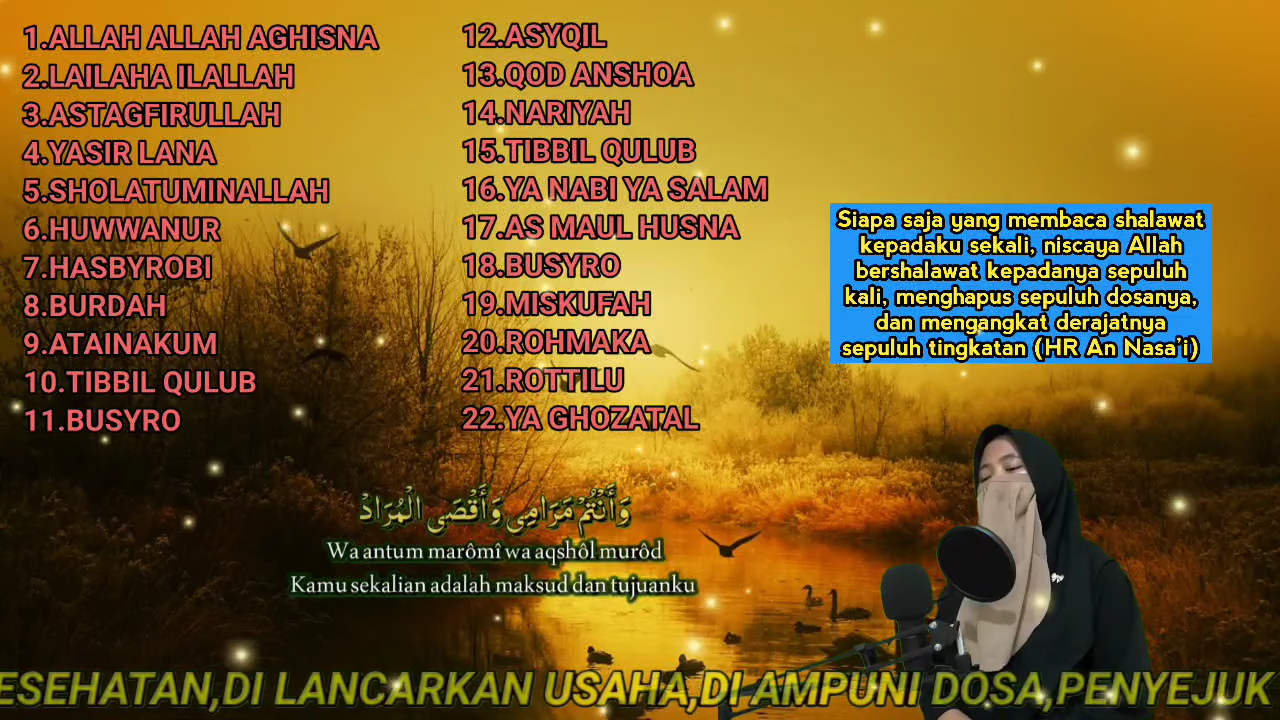 1.ALLAH ALLAH AGHISNA
2.LAILAHA ILALLAH
3.ASTAGFIRULLAH
4.YASIR LANA
5.SHOLATUMINALLAH
6.HUWWANUR
7.HASBYROBI
8.BURDAH
9.ATAINAKUM
10.TIBBIL QULUB
11.BUSYRO
12.ASYQIL
13.QOD ANSHOA
14.NARIYAH
15.TIBBIL QULUB
16.YA NABI YA SALAM
17.AS MAUL HUSNA
18.BUSYRO
19.MISKUFAH
20.ROHMAKA
21.ROTTILU
22.YA GHOZATAL
Siapa saja yang membaca shalawat
kepadaku sekali, niscaya Allah
bershalawat kepadanya sepuluh
kali, menghapus sepuluh dosanya,
dan mengangkat derajatnya
sepuluh tingkatan (HR An Nasa'i)
وَأَنْتُمْ مَرَامِى وَأَقْصَى الْمُرَادْ
Wa antum marômî wa aqshôl murôd
Kamu sekalian adalah maksud dan tujuanku
ESEHATAN,DI LANCARKAN USAHA,DI AMPUNI DOSA,PENYEJUK